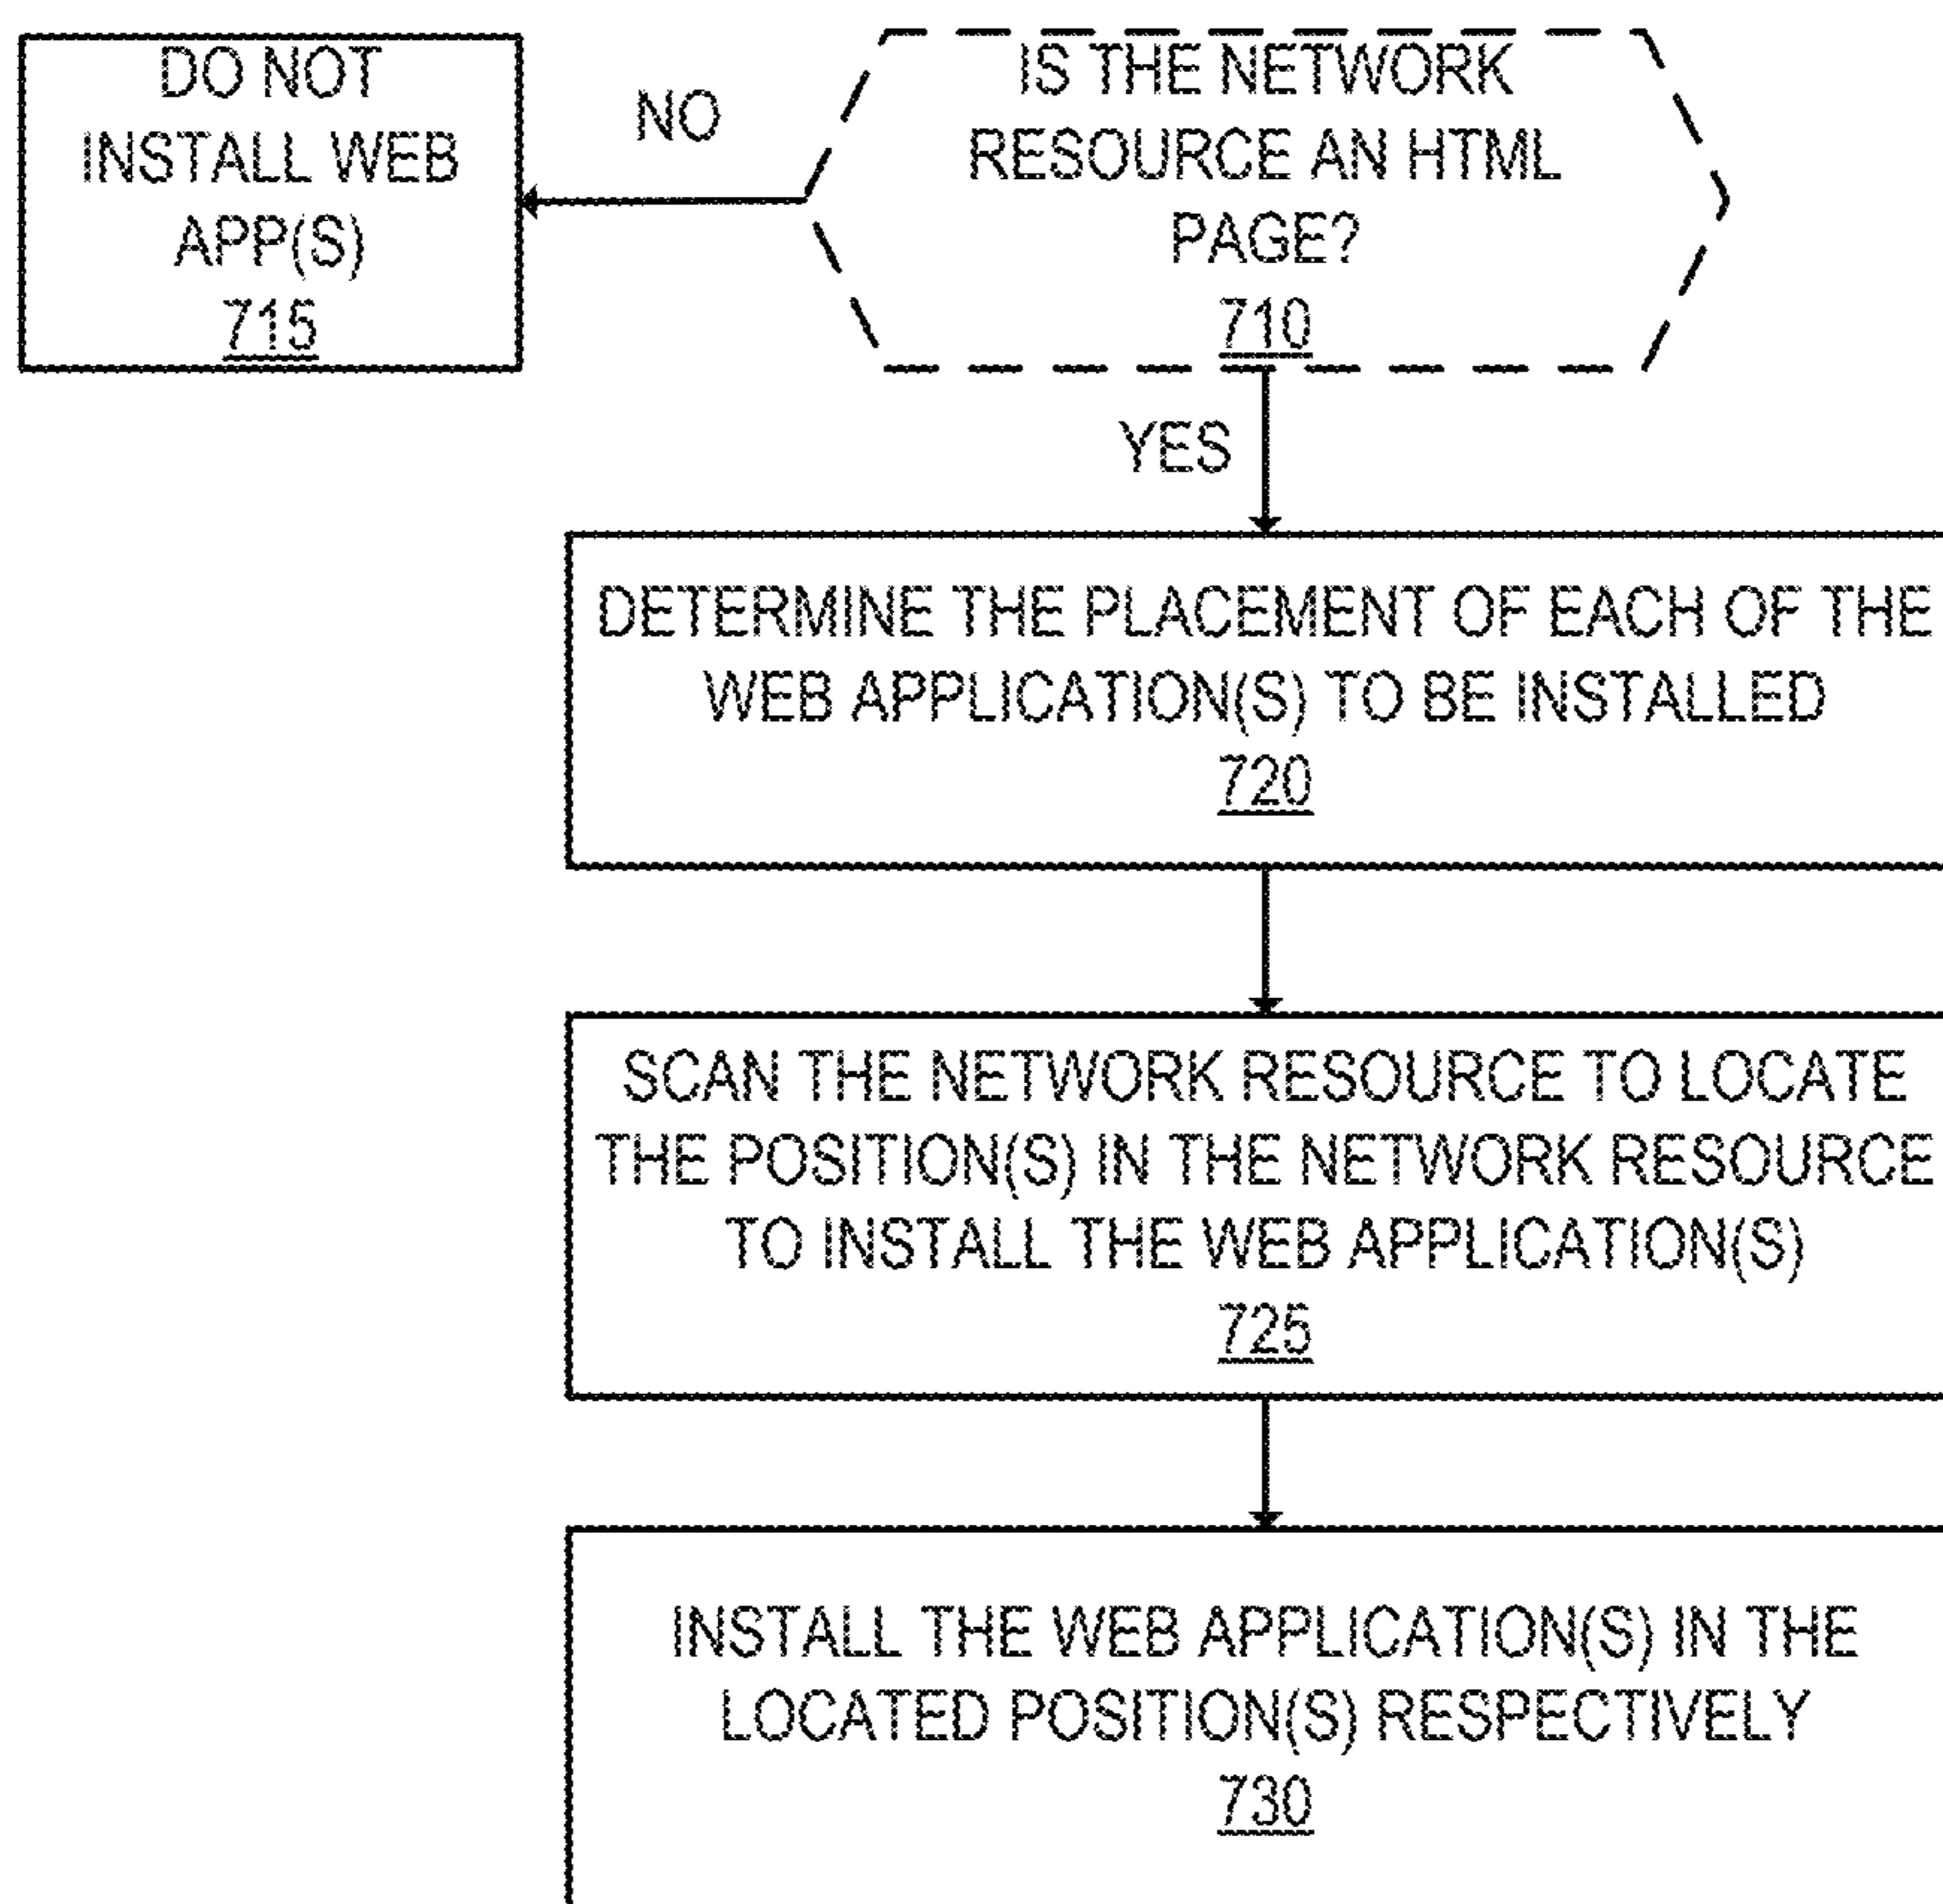 DO NOT
INSTALL WEB
APP(S)
715
NO
IS THE NETWORK
RESOURCE AN HTML
PAGE?
710
YES
DETERMINE THE PLACEMENT OF EACH OF THE
WEB APPLICATION(S) TO BE INSTALLED
720
SCAN THE NETWORK RESOURCE TO LOCATE
THE POSITION(S) IN THE NETWORK RESOURCE
TO INSTALL THE WEB APPLICATION(S)
725
INSTALL THE WEB APPLICATION(S) IN THE
LOCATED POSITION(S) RESPECTIVELY
730